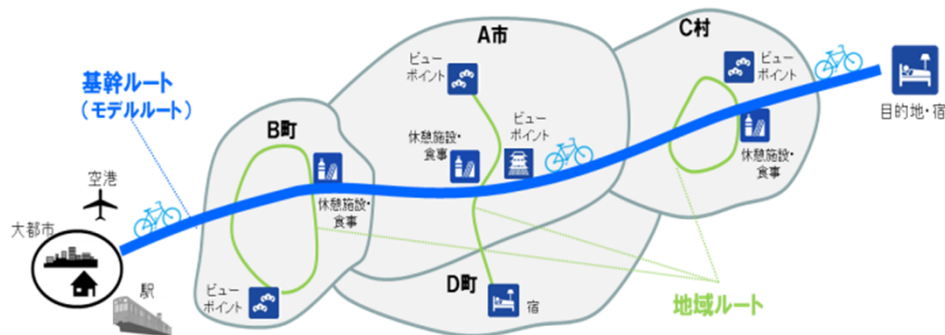 A市
C村
ビュー
ポイント
ビュー
ポイント
目的地・宿
基幹ルート
（モデルルート）
B町
休憩施設・
食事
ビュー
ポイント
休憩施設・
食事
空港
休憩施設・
食事
大都市
駅
ビュー
ポイント
D町
宿
地域ルート